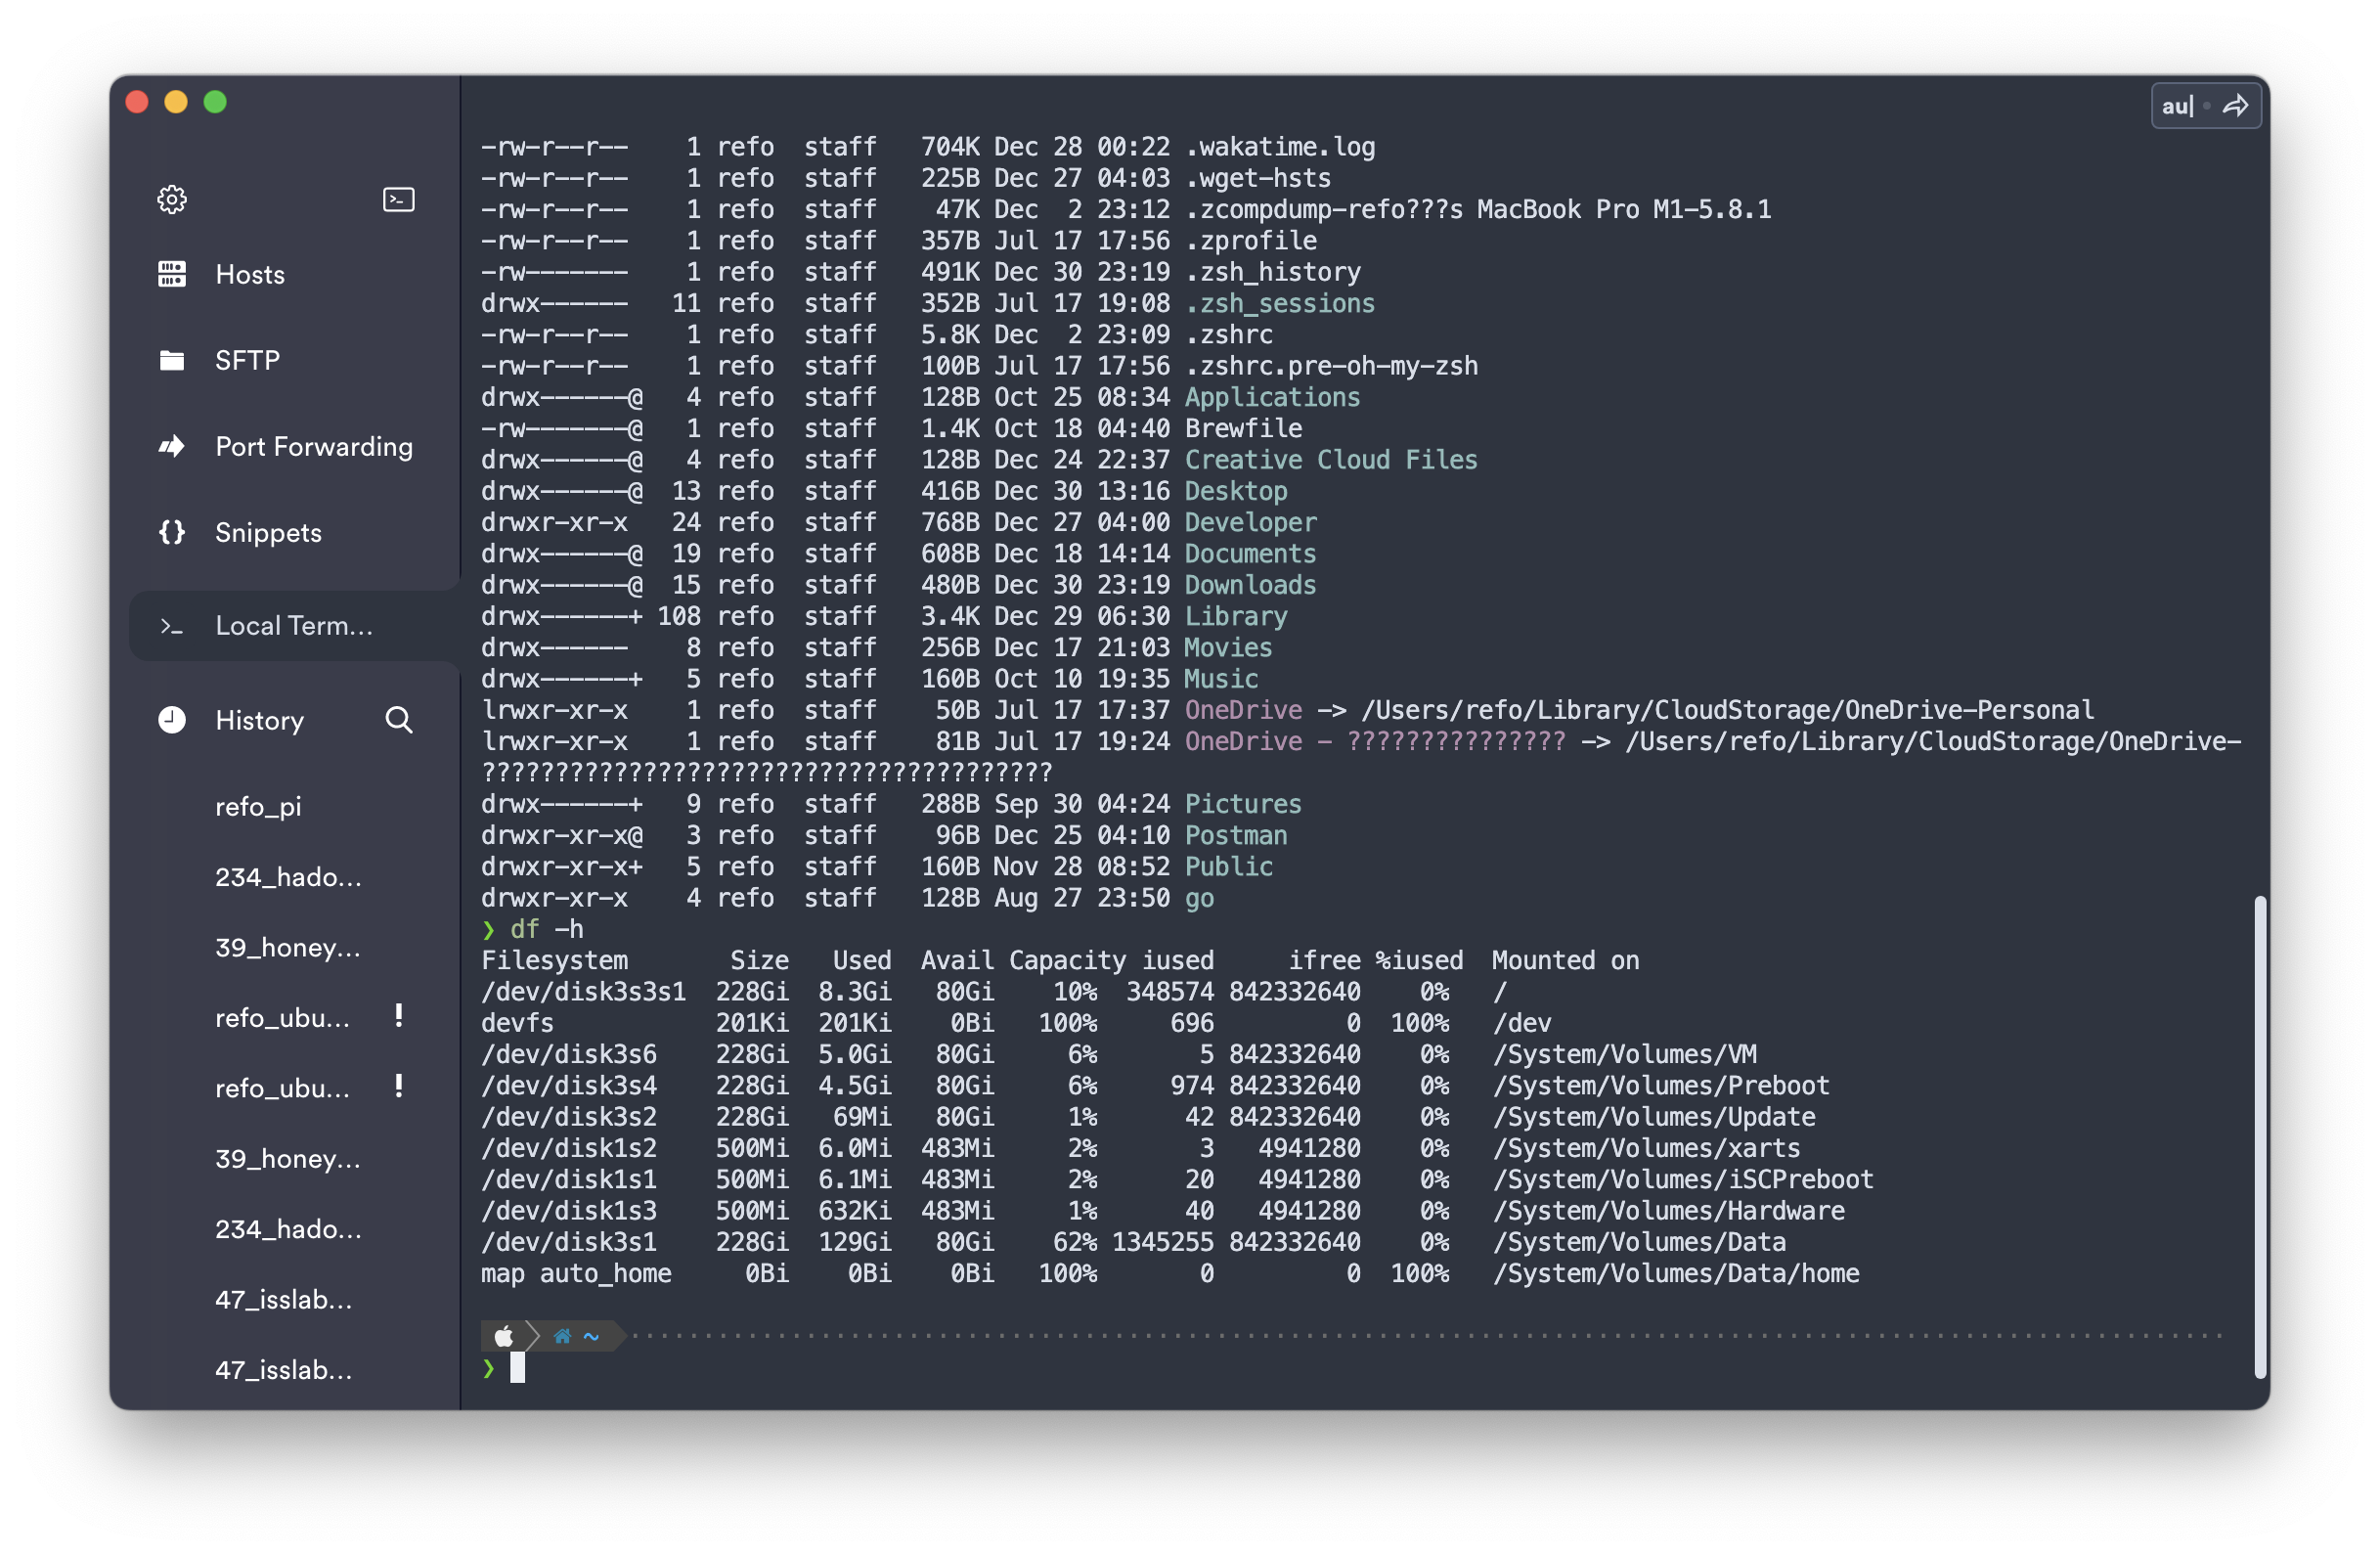 au|
Hosts
SFTP
Port Forwarding
Snippets
Local Term...
History
refo_pi
234_hado...
39_honey...
refo_ubu... !
refo_ubu... !
39_honey...
234_hado...
47_isslab...
47_isslab...
-rw-r--r--    1 refo  staff   704K Dec 28 00:22 .wakatime.log
-rw-r--r--    1 refo  staff   225B Dec 27 04:03 .wget-hsts
-rw-r--r--    1 refo  staff    47K Dec  2 23:12 .zcompdump-refo???s MacBook Pro M1-5.8.1
-rw-r--r--    1 refo  staff   357B Jul 17 17:56 .zprofile
-rw-------    1 refo  staff   491K Dec 30 23:19 .zsh_history
drwx------   11 refo  staff   352B Jul 17 19:08 .zsh_sessions
-rw-r--r--    1 refo  staff   5.8K Dec  2 23:09 .zshrc
-rw-r--r--    1 refo  staff   100B Jul 17 17:56 .zshrc.pre-oh-my-zsh
drwx------@   4 refo  staff   128B Oct 25 08:34 Applications
-rw-------@   1 refo  staff   1.4K Oct 18 04:40 Brewfile
drwx------@   4 refo  staff   128B Dec 24 22:37 Creative Cloud Files
drwx------@  13 refo  staff   416B Dec 30 13:16 Desktop
drwxr-xr-x   24 refo  staff   768B Dec 27 04:00 Developer
drwx------@  19 refo  staff   608B Dec 18 14:14 Documents
drwx------@  15 refo  staff   480B Dec 30 23:19 Downloads
drwx------+ 108 refo  staff   3.4K Dec 29 06:30 Library
drwx------    8 refo  staff   256B Dec 17 21:03 Movies
drwx------+   5 refo  staff   160B Oct 10 19:35 Music
lrwxr-xr-x    1 refo  staff    50B Jul 17 17:37 OneDrive -> /Users/refo/Library/CloudStorage/OneDrive-Personal
lrwxr-xr-x    1 refo  staff    81B Jul 17 19:24 OneDrive - ??????????????? -> /Users/refo/Library/CloudStorage/OneDrive-
???????????????????????????????????????
drwx------+   9 refo  staff   288B Sep 30 04:24 Pictures
drwxr-xr-x@   3 refo  staff    96B Dec 25 04:10 Postman
drwxr-xr-x+   5 refo  staff   160B Nov 28 08:52 Public
drwxr-xr-x    4 refo  staff   128B Aug 27 23:50 go
❯ df -h
Filesystem       Size   Used  Avail Capacity iused     ifree %iused  Mounted on
/dev/disk3s3s1  228Gi  8.3Gi   80Gi    10%  348574 842332640    0%   /
devfs           201Ki  201Ki    0Bi   100%     696         0  100%   /dev
/dev/disk3s6    228Gi  5.0Gi   80Gi     6%       5 842332640    0%   /System/Volumes/VM
/dev/disk3s4    228Gi  4.5Gi   80Gi     6%     974 842332640    0%   /System/Volumes/Preboot
/dev/disk3s2    228Gi   69Mi   80Gi     1%      42 842332640    0%   /System/Volumes/Update
/dev/disk1s2    500Mi  6.0Mi  483Mi     2%       3   4941280    0%   /System/Volumes/xarts
/dev/disk1s1    500Mi  6.1Mi  483Mi     2%      20   4941280    0%   /System/Volumes/iSCPreboot
/dev/disk1s3    500Mi  632Ki  483Mi     1%      40   4941280    0%   /System/Volumes/Hardware
/dev/disk3s1    228Gi  129Gi   80Gi    62% 1345255 842332640    0%   /System/Volumes/Data
map auto_home     0Bi    0Bi    0Bi   100%       0         0  100%   /System/Volumes/Data/home
~
❯